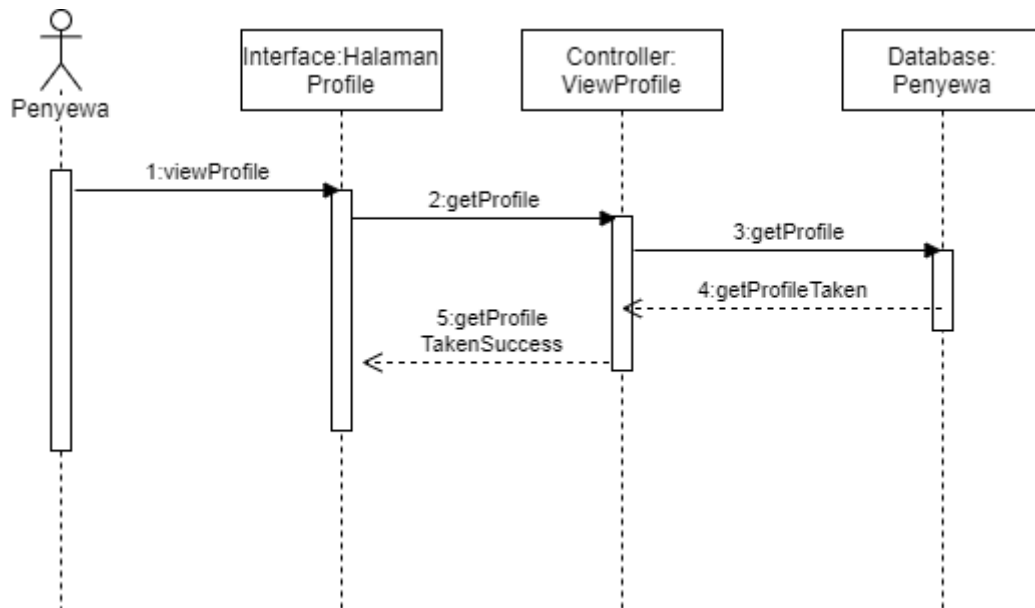 Penyewa
Interface:Halaman
Profile
Controller:
ViewProfile
Database:
Penyewa
1:viewProfile
2:getProfile
3:getProfile
4:getProfileTaken
5:getProfile
TakenSuccess